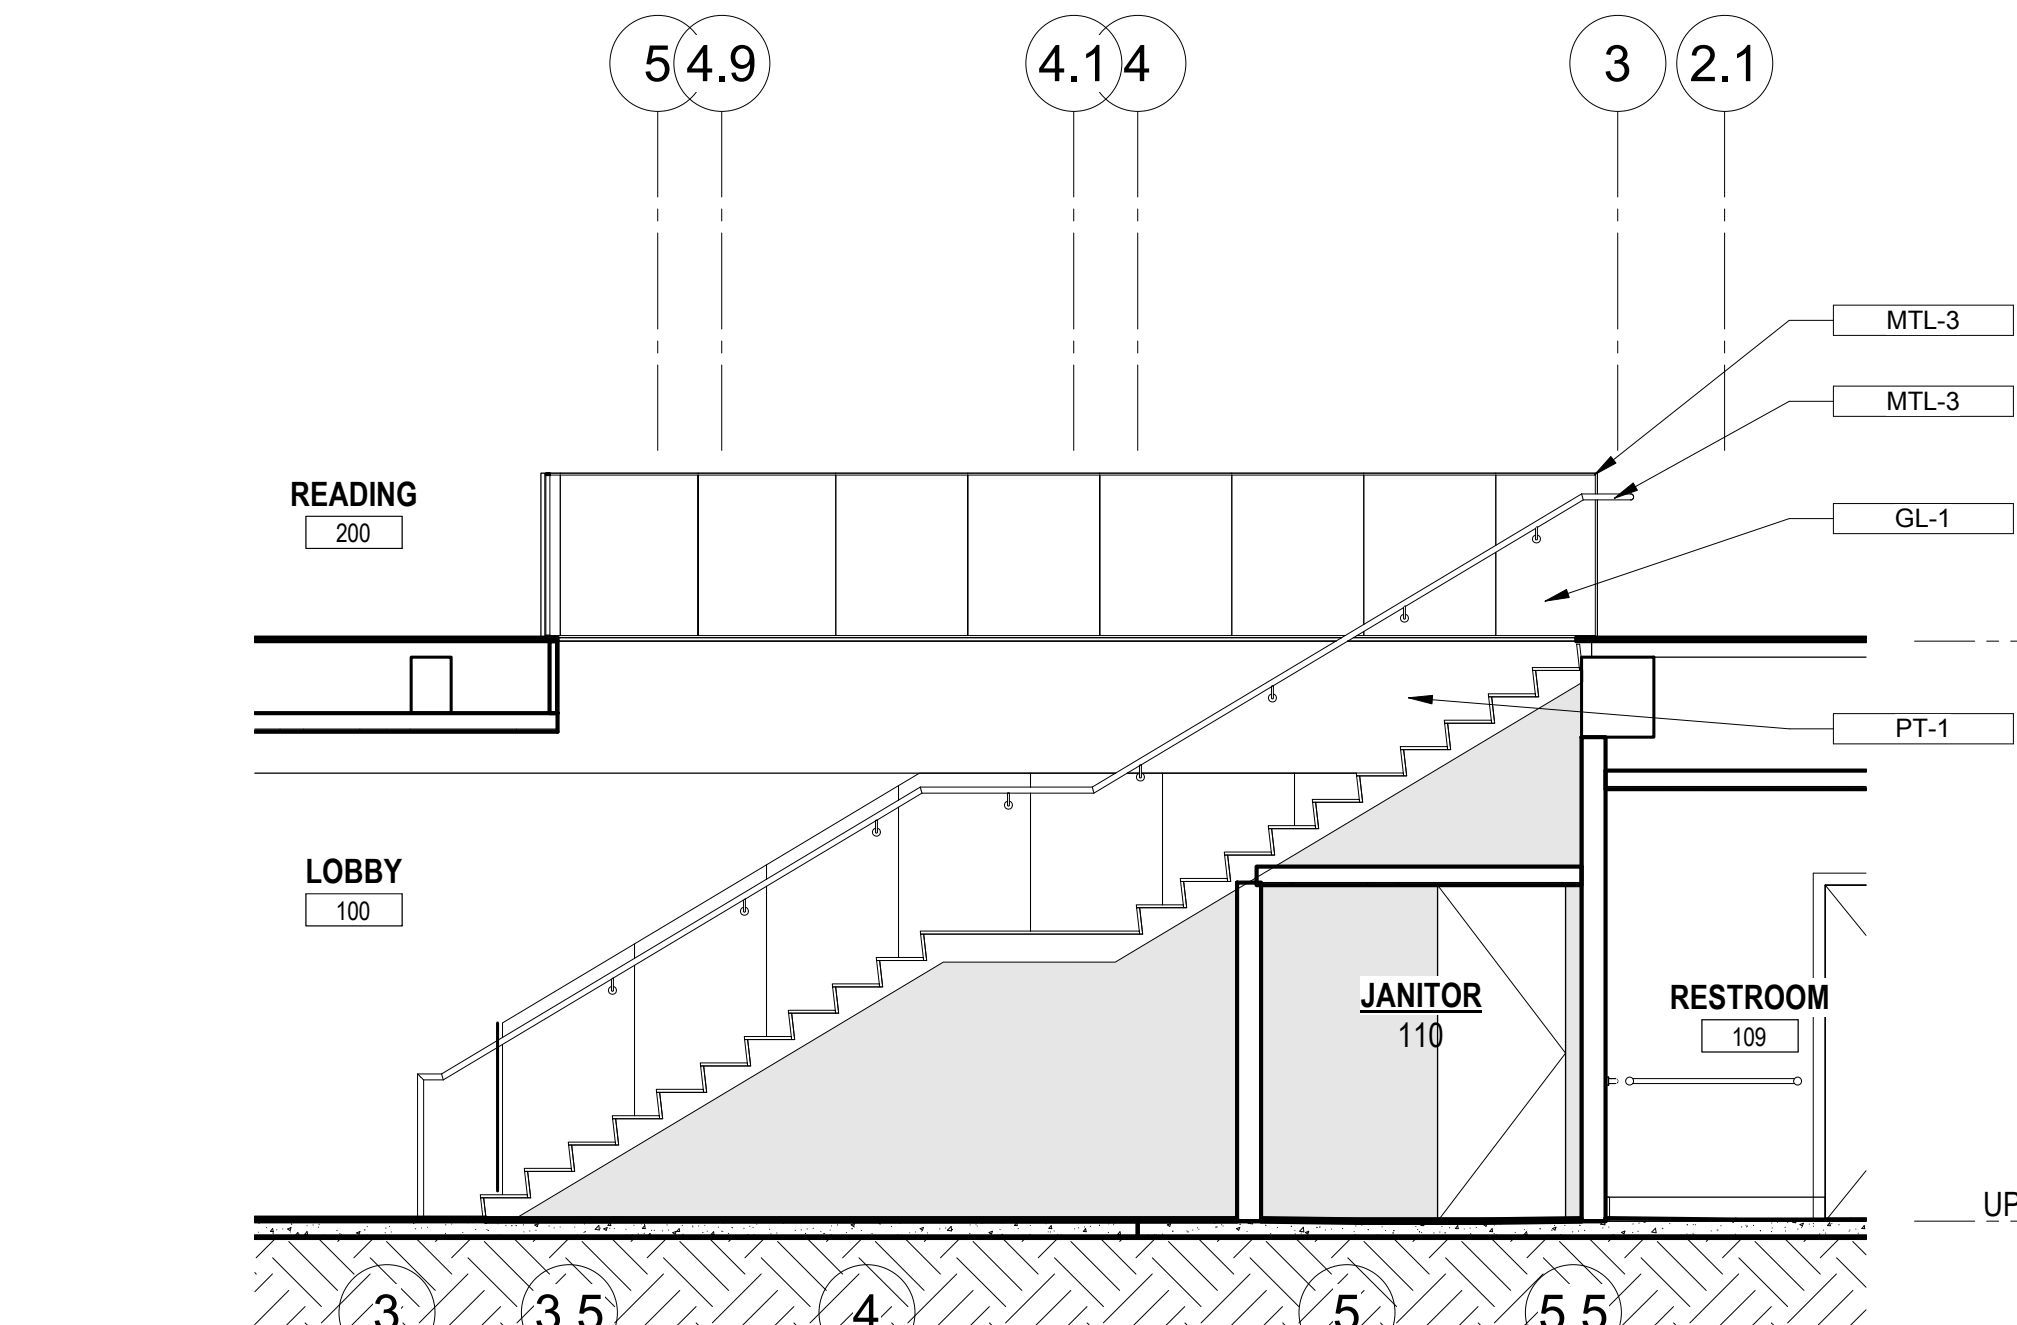 5 4.9 4.1 4 3 2.1
MTL-3
MTL-3
READING
200
GL-1
PT-1
LOBBY
100
JANITOR
110
RESTROOM
109
UP
3 3.5 4 5 5.5